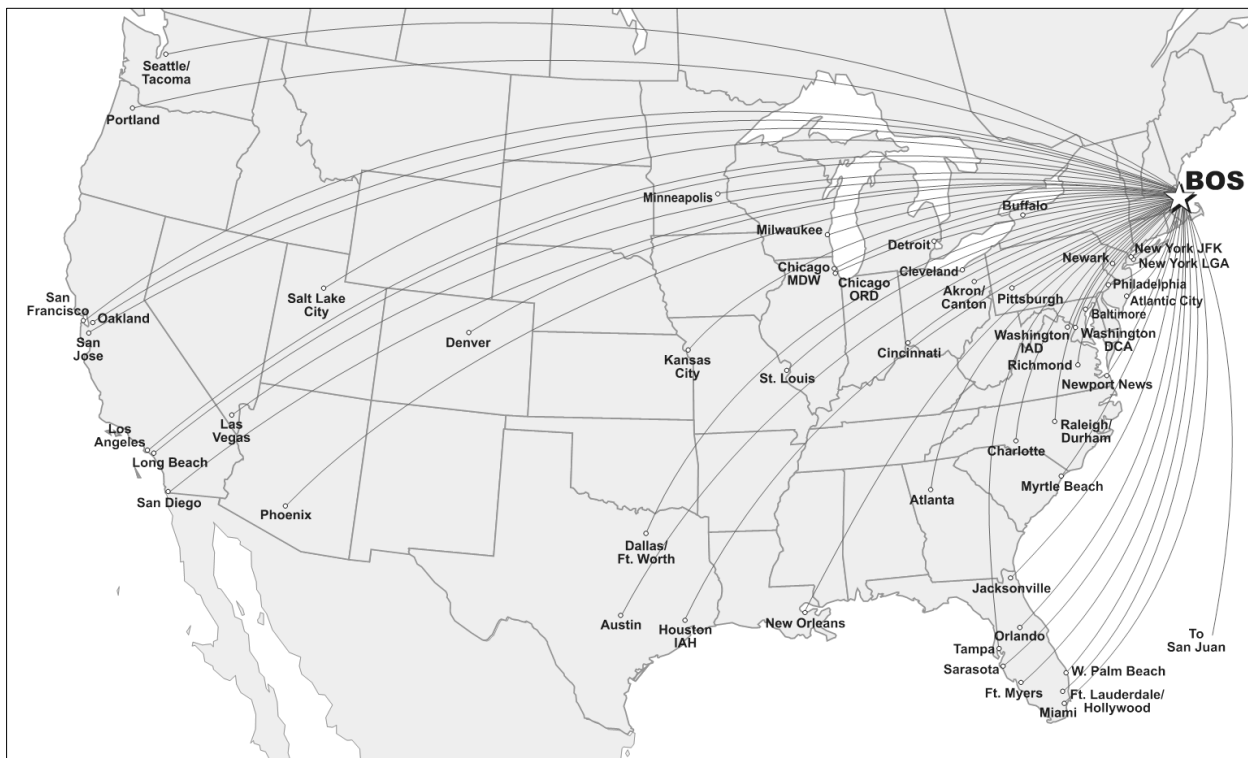 Seattle/
Tacoma
Portland
BOS
Minneapolis
Buffalo
Milwaukee
Detroit
New York JFK
New York LGA
Newark
Chicago
MDW
Chicago
ORD
Cleveland
Akron/
Canton
Pittsburgh
Philadelphia
Atlantic City
Baltimore
San
Francisco
Oakland
San
Jose
Salt Lake
City
Denver
Kansas
City
St. Louis
Cincinnati
Washington
IAD
Washington
DCA
Richmond
Newport News
Los
Angeles
Long Beach
Las
Vegas
San Diego
Phoenix
Raleigh/
Durham
Charlotte
Myrtle Beach
Atlanta
Dallas/
Ft. Worth
Austin
Houston
IAH
New Orleans
Jacksonville
Orlando
Tampa
Sarasota
Ft. Myers
W. Palm Beach
Ft. Lauderdale/
Hollywood
Miami
To
San Juan